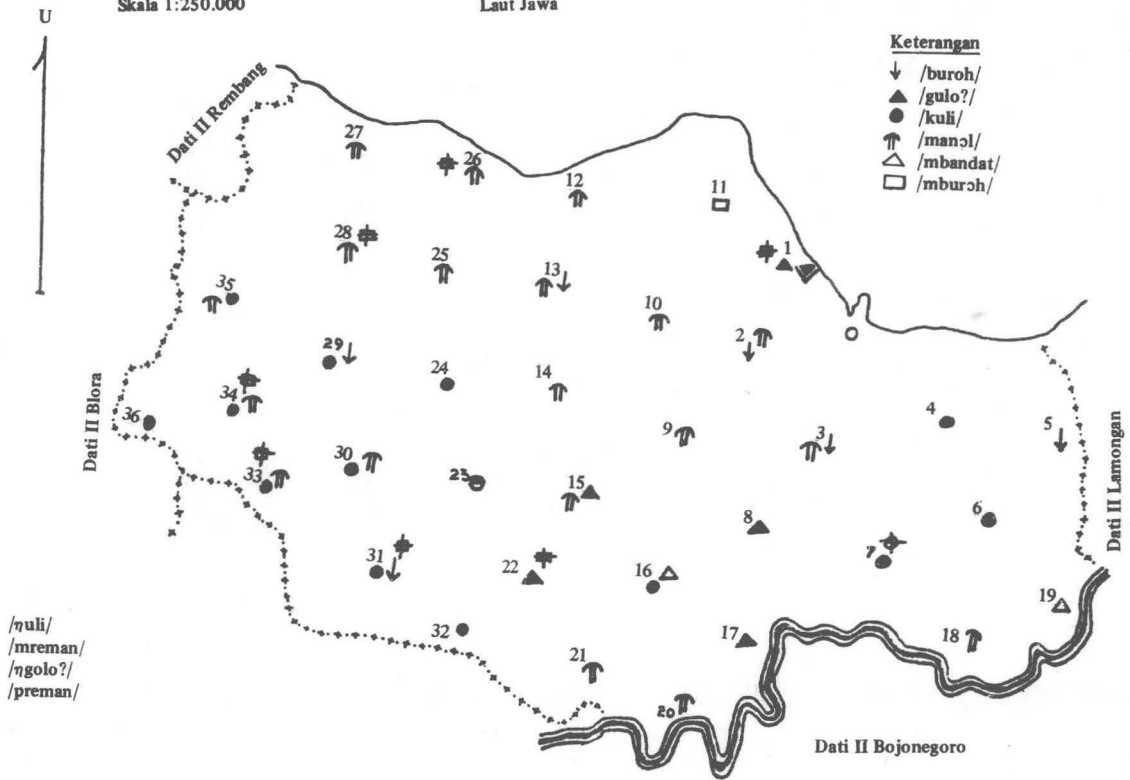 Skala 1:250.000
Laut Jawa
U
Keterangan
/buroh/
/gulo?/
/kuli/
/manɔl/
/mbandat/
/mburɔh/
Dati II Rembang
27
26
12
11
1
28
25
13
10
2
35
29
24
14
9
3
4
5
34
36
33
30
23
15
8
6
7
31
22
16
19
32
17
18
21
20
Dati II Blora
Dati II Lamongan
Dati II Bojonegoro
/ηuli/
/mreman/
/ηgolo?/
/preman/